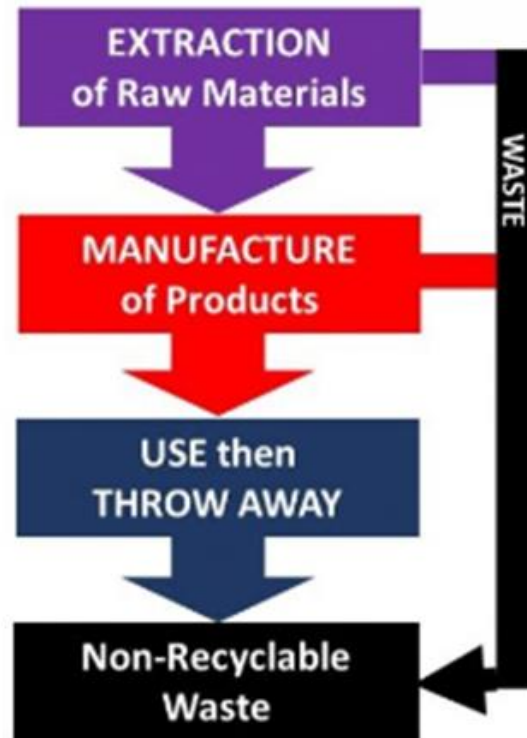 EXTRACTION
of Raw Materials
WASTE
MANUFACTURE
of Products
USE then
THROW AWAY
Non-Recyclable
Waste